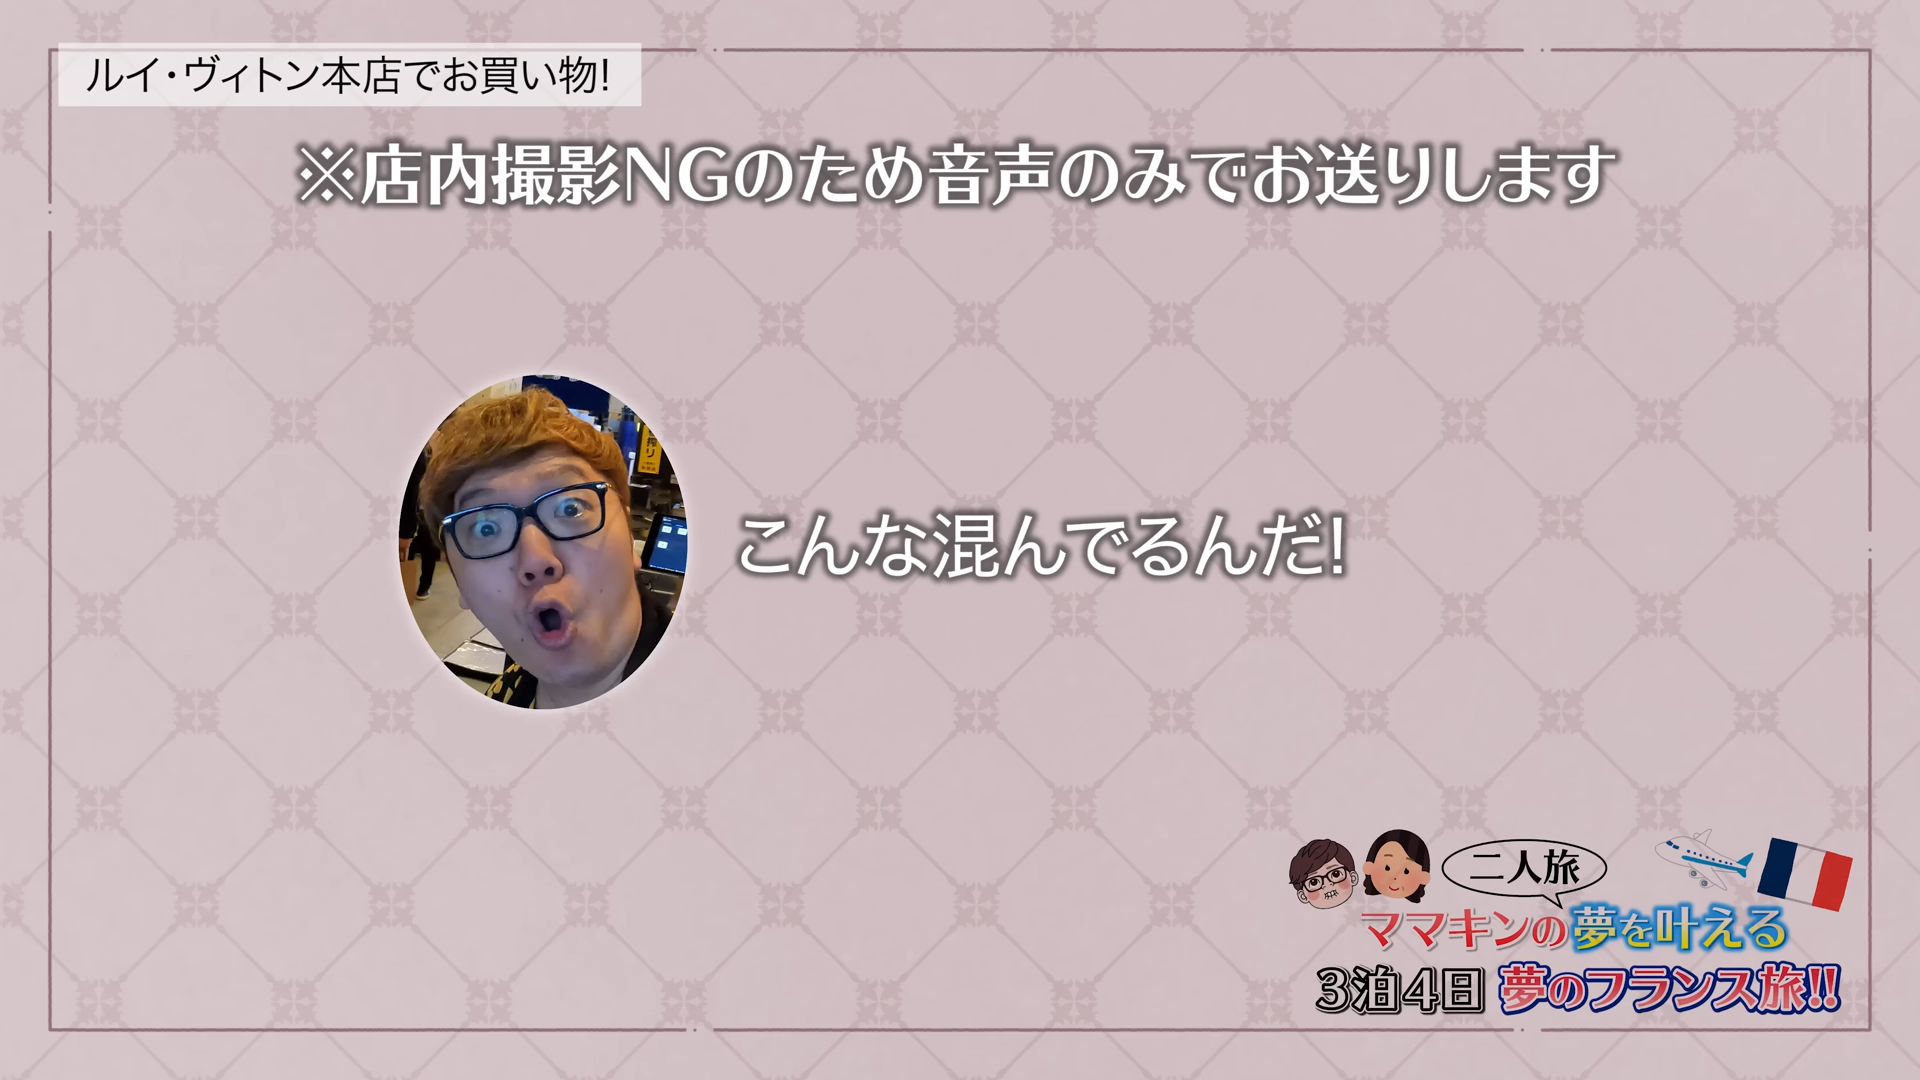 ルイ・ヴィトン本店でお買い物!
※店内撮影NGのため音声のみでお送りします
こんな混んでるんだ!
二人旅
ママキンの夢を叶える
3泊4日 夢のフランス旅!!